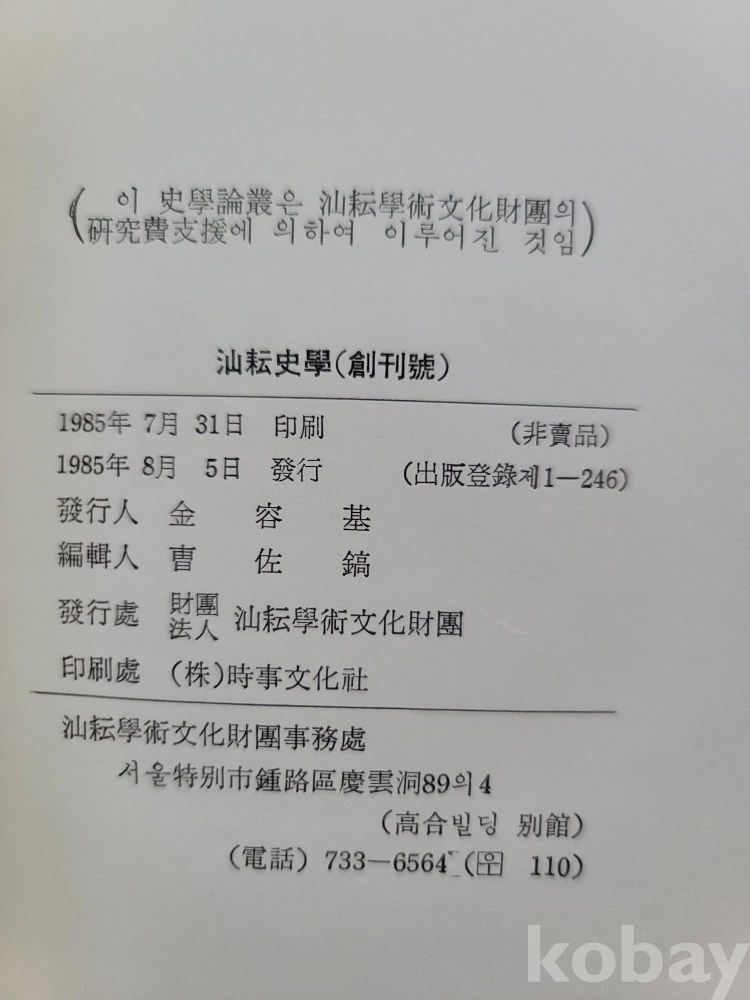 ( 이 史學論叢은 汕耘學術文化財團의
硏究費支援에 의하여 이루어진 것임 )
汕耘史學(創刊號)
1985年 7月 31日 印刷 (非賣品)
1985年 8月 5日 發行 (出版登錄제1—246)
發行人 金容基
編輯人 曺佐鎬
發行處 財團法人 汕耘學術文化財團
印刷處 (株)時事文化社
汕耘學術文化財團事務處
서울特別市鍾路區慶雲洞89의4
(高合빌딩 別館)
(電話) 733—6564 (우 110)
kobay